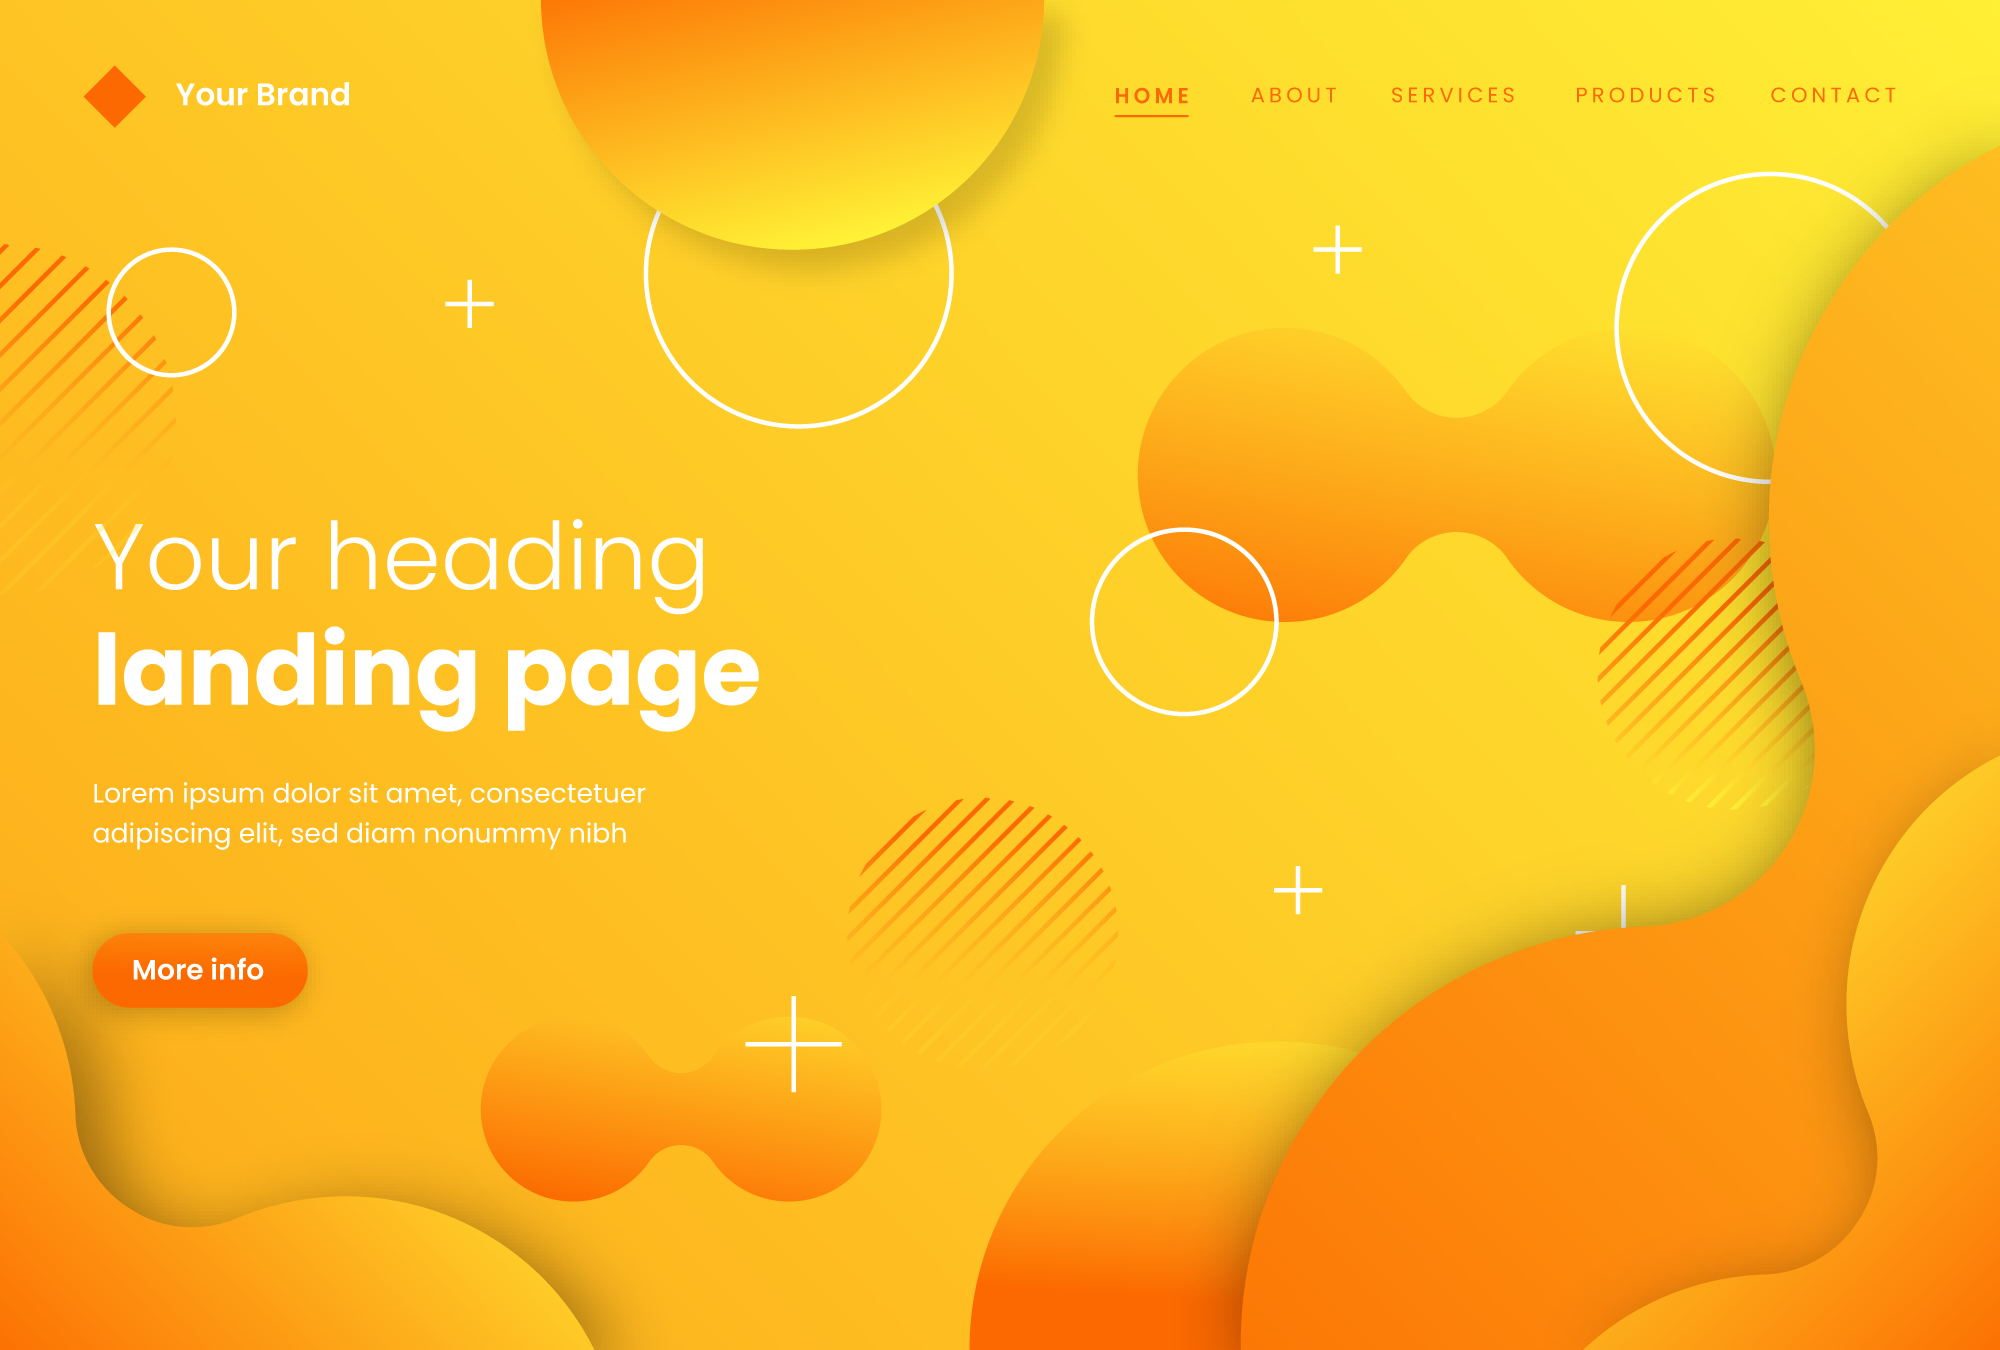 Your Brand
HOME ABOUT SERVICES PRODUCTS CONTACT
Your heading
landing page
Lorem ipsum dolor sit amet, consectetuer
adipiscing elit, sed diam nonummy nibh
More info